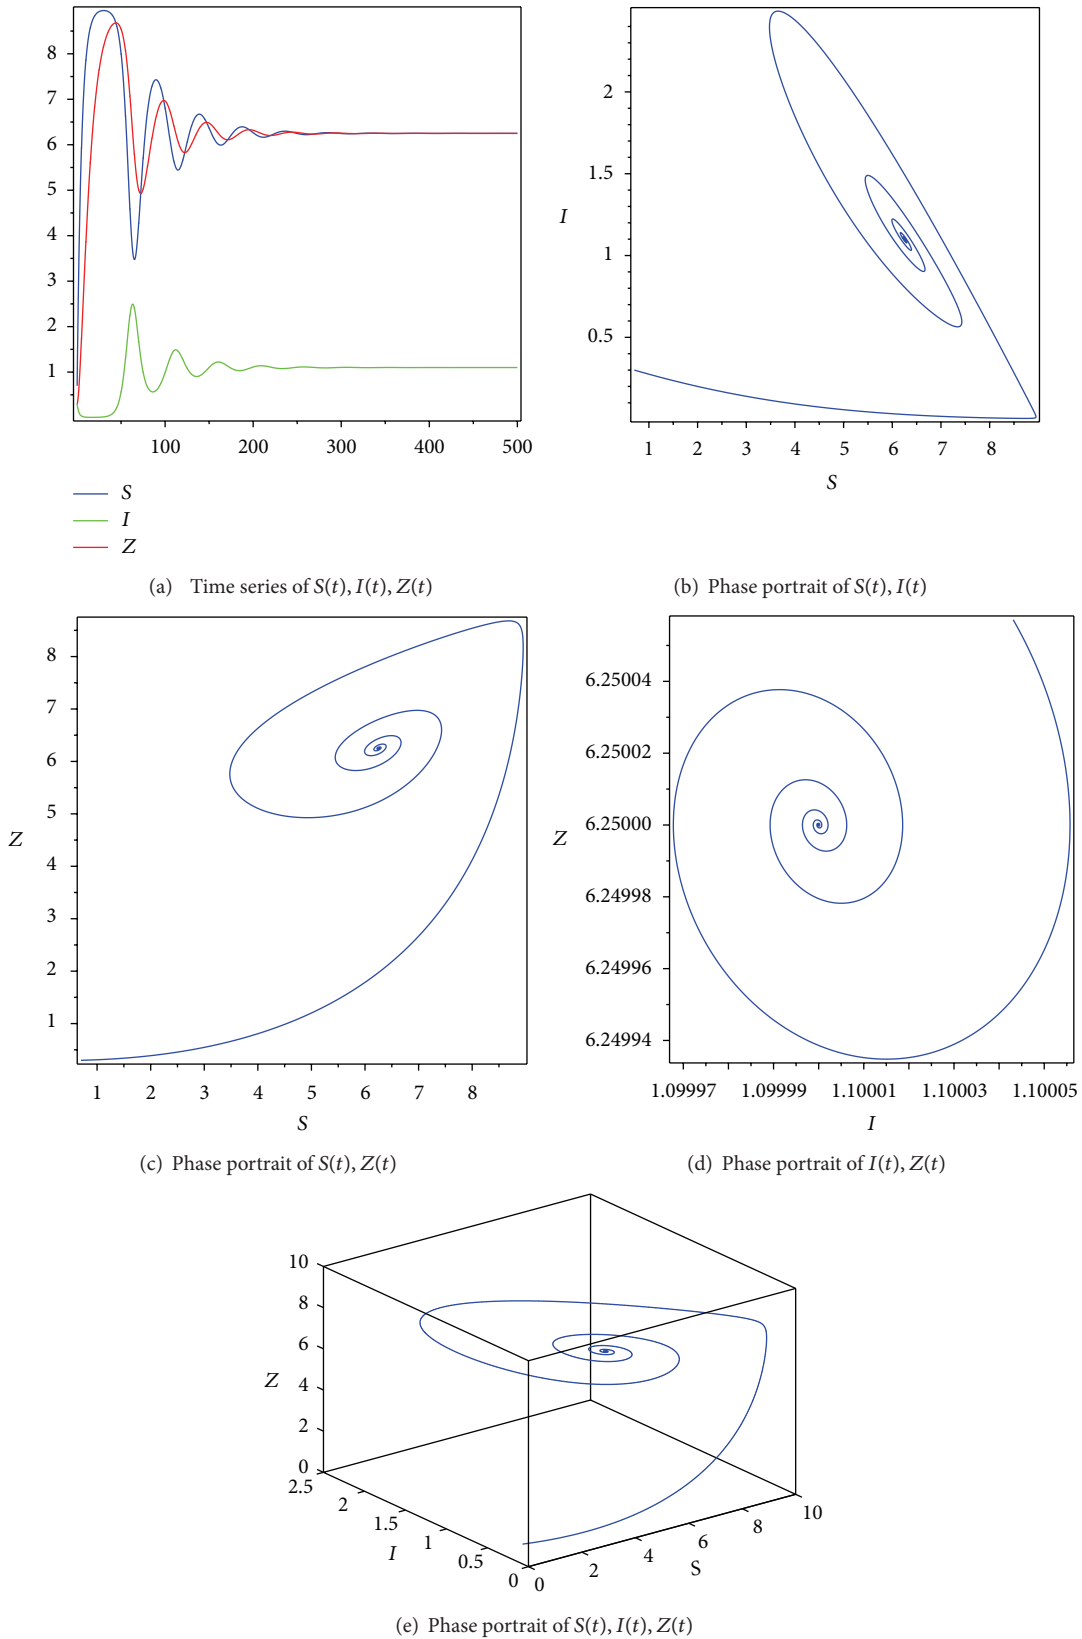 9
8
7
6
5
4
3
2
1
100 200 300 400 500
S
I
Z
(a) Time series of S(t), I(t), Z(t)
2
1.5
I
1
0.5
1 2 3 4 5 6 7 8
S
(b) Phase portrait of S(t), I(t)
8
7
6
5
Z
4
3
2
1
1 2 3 4 5 6 7 8
S
(c) Phase portrait of S(t), Z(t)
6.25004
6.25002
6.25000
Z
6.24998
6.24996
6.24994
1.09997 1.09999 1.10001 1.10003 1.10005
I
(d) Phase portrait of I(t), Z(t)
10
8
6
Z
4
2
0
2.5
2
1.5
I
1
0.5
0
0
2
4
6
S
8
10
(e) Phase portrait of S(t), I(t), Z(t)